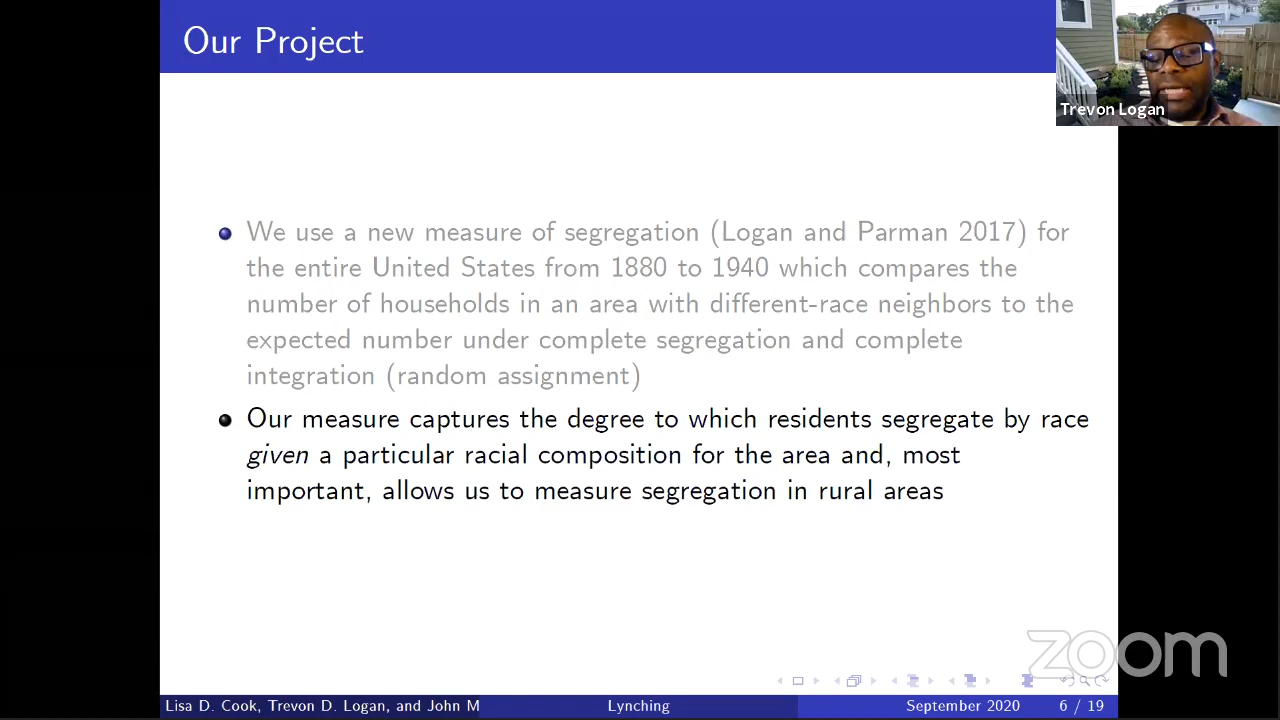 Our Project
Trevon Logan
We use a new measure of segregation (Logan and Parman 2017) for
the entire United States from 1880 to 1940 which compares the
number of households in an area with different-race neighbors to the
expected number under complete segregation and complete
integration (random assignment)
Our measure captures the degree to which residents segregate by race
given a particular racial composition for the area and, most
important, allows us to measure segregation in rural areas
zoom
Lisa D. Cook, Trevon D. Logan, and John M
Lynching
September 2020
6 / 19